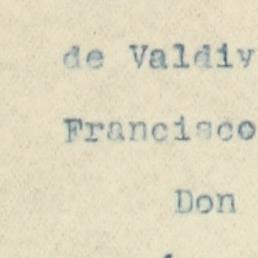 de Valdiv
Francisco
Don